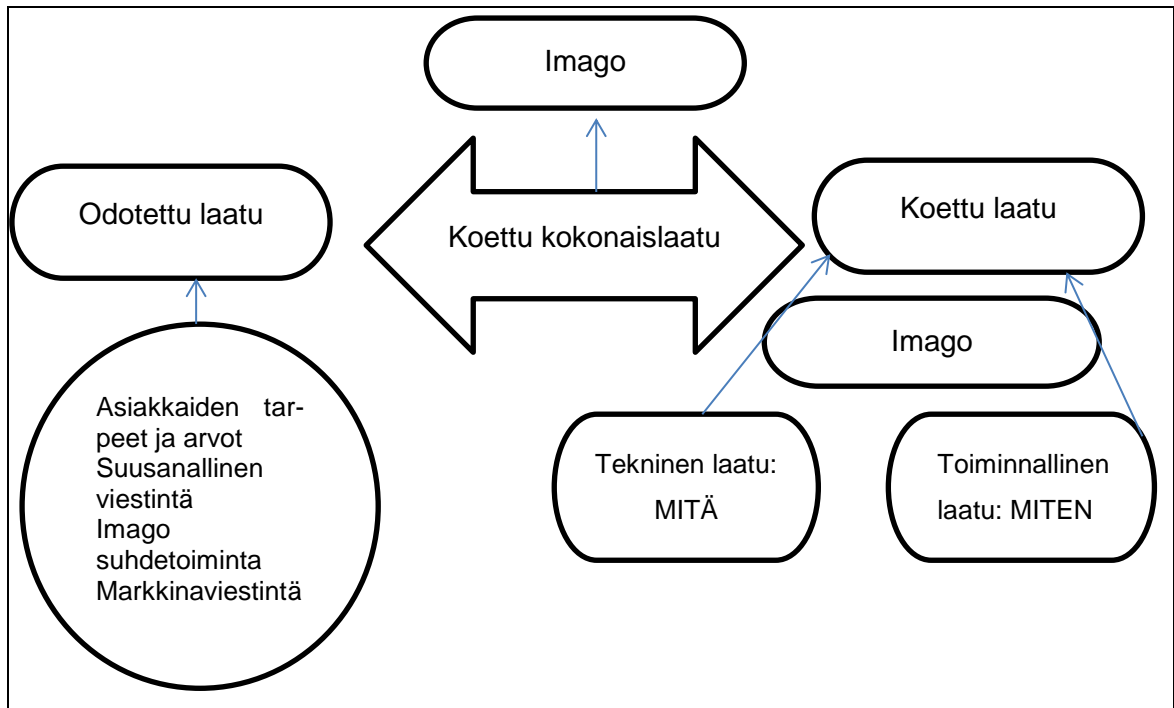 Imago
Odotettu laatu
Koettu kokonaislaatu
Koettu laatu
Imago
Asiakkaiden tar-
peet ja arvot
Suusanallinen
viestintä
Imago
suhdetoiminta
Markkinaviestintä
Tekninen laatu:
MITÄ
Toiminnallinen
laatu: MITEN